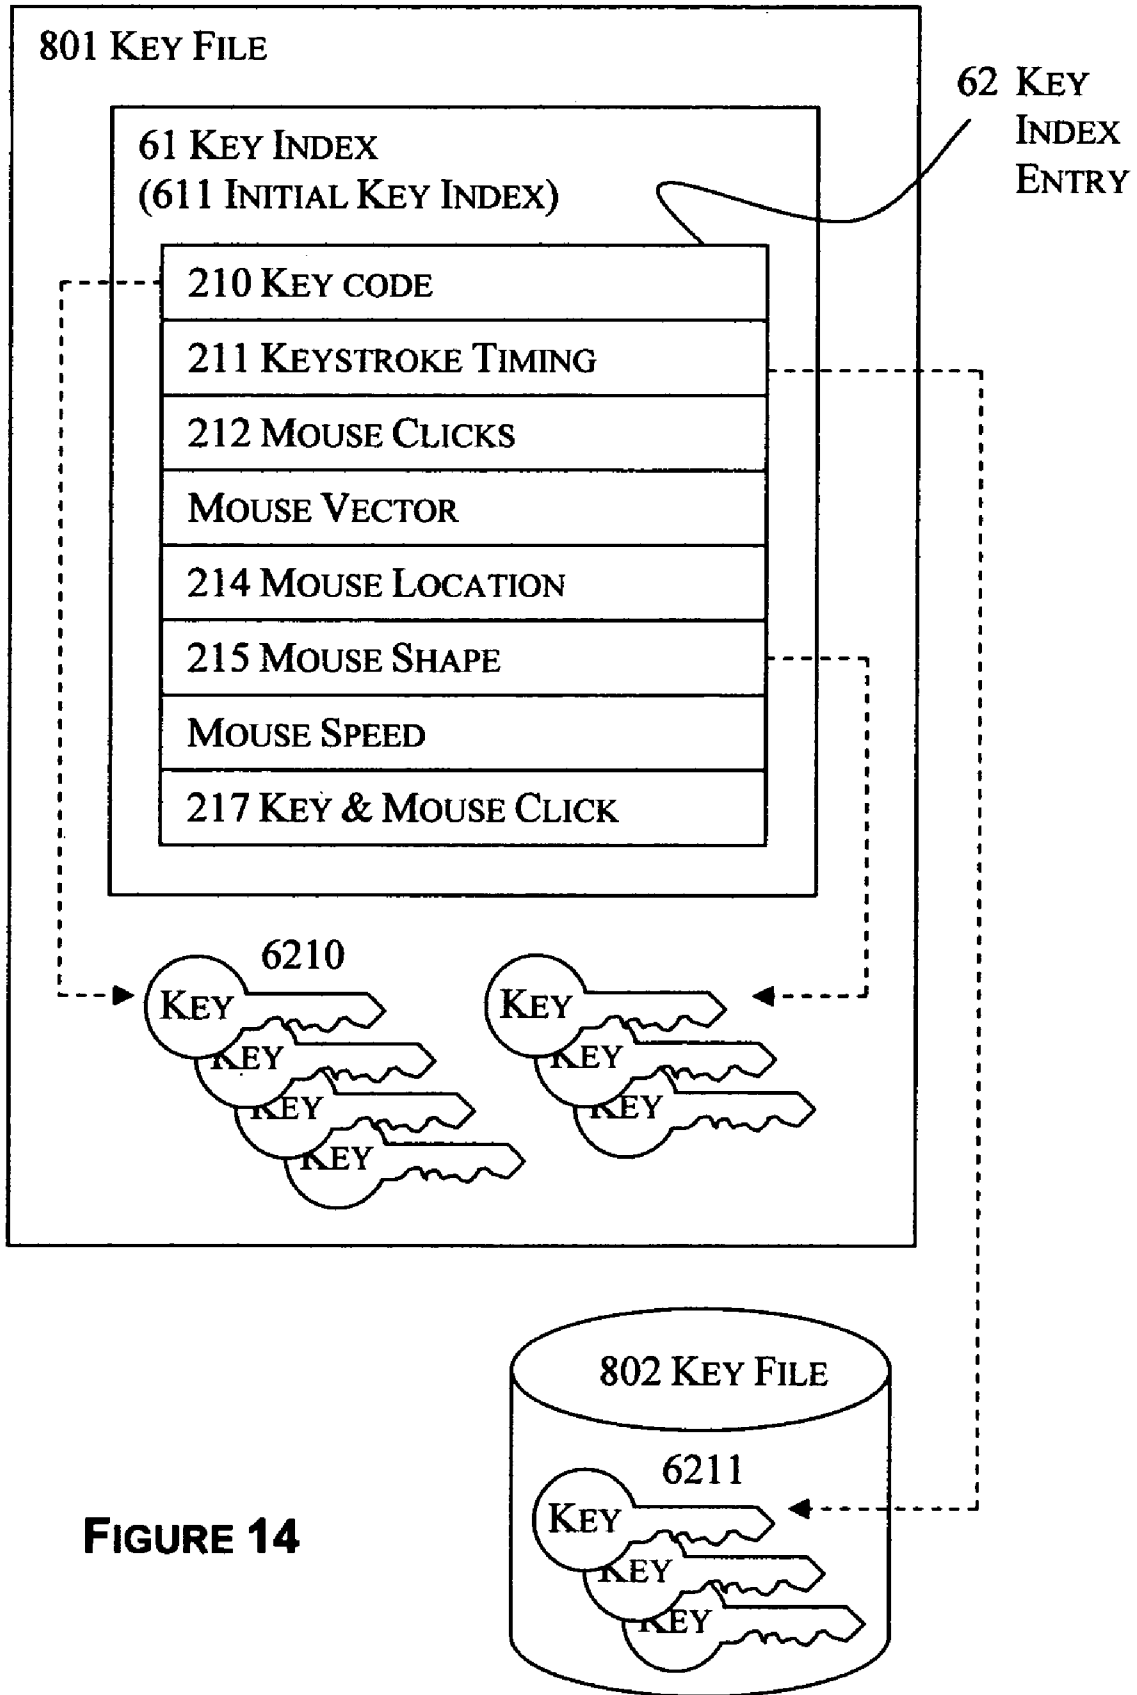 801 KEY FILE
62 KEY
INDEX
ENTRY
61 KEY INDEX
(611 INITIAL KEY INDEX)
210 KEY CODE
211 KEYSTROKE TIMING
212 MOUSE CLICKS
MOUSE VECTOR
214 MOUSE LOCATION
215 MOUSE SHAPE
MOUSE SPEED
217 KEY & MOUSE CLICK
6210
KEY
KEY
KEY
KEY
KEY
KEY
KEY
802 KEY FILE
6211
KEY
KEY
KEY
FIGURE 14